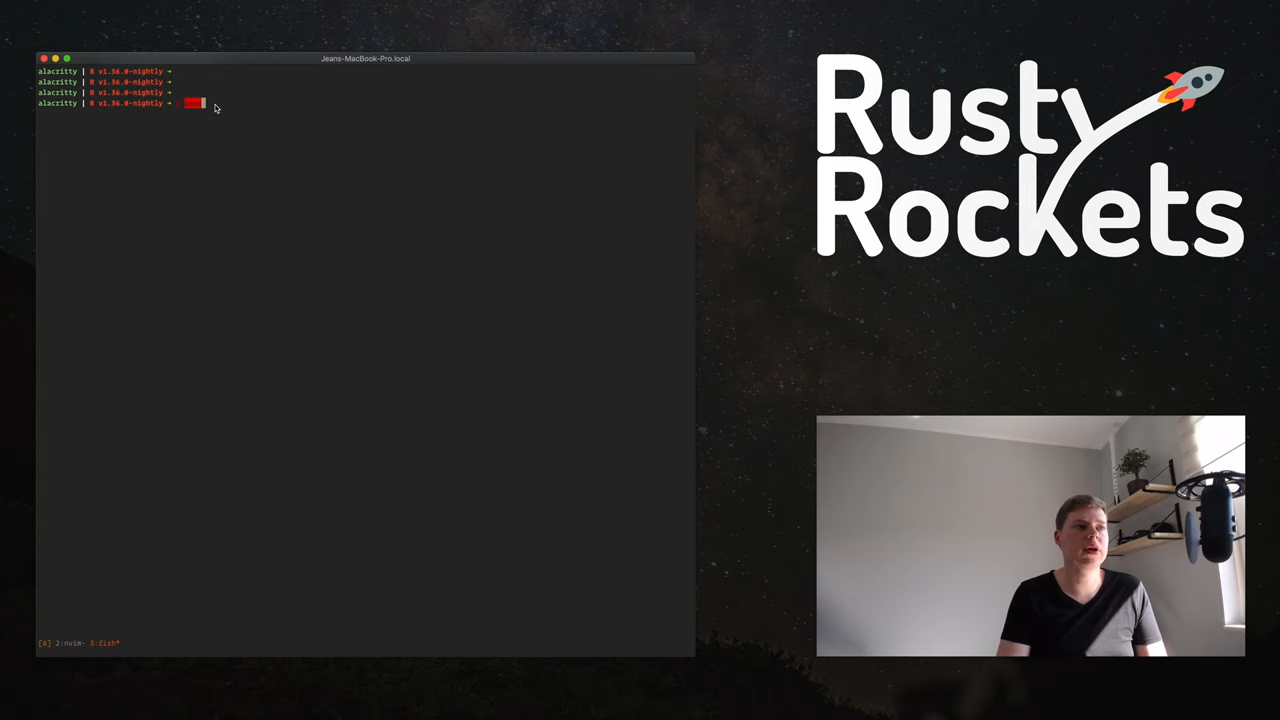 Jeans-MacBook-Pro.local
alacritty | R v1.36.0-nightly ➜
alacritty | R v1.36.0-nightly ➜
alacritty | R v1.36.0-nightly ➜
alacritty | R v1.36.0-nightly ➜
[6] 2:nvim- 3:fish*
Rusty
Rockets